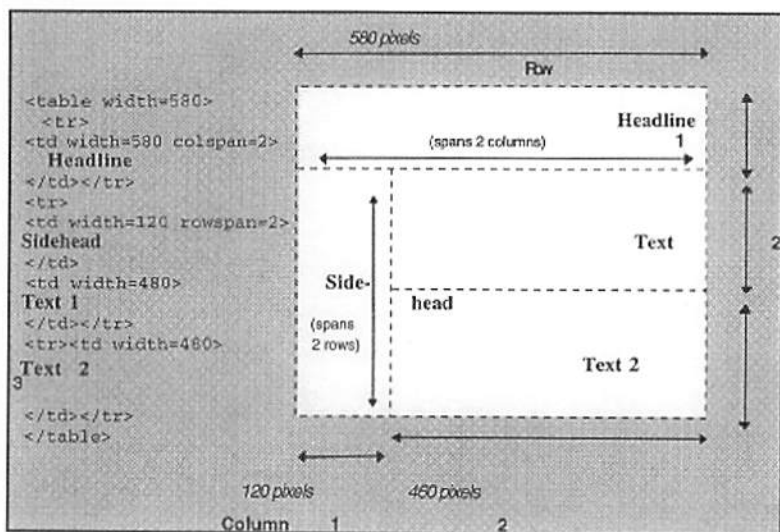 580 pixels
Row
<table width=580>
<tr>
<td width=580 colspan=2>
Headline
</td></tr>
<tr>
<td width=120 rowspan=2>
Sidehead
</td>
<td width=480>
Text 1
</td></tr>
<tr><td width=460>
Text 2
3
</td></tr>
</table>
Headline
1
(spans 2 columns)
Text
2
Side-
head
(spans
2 rows)
Text 2
120 pixels 460 pixels
Column 1 2